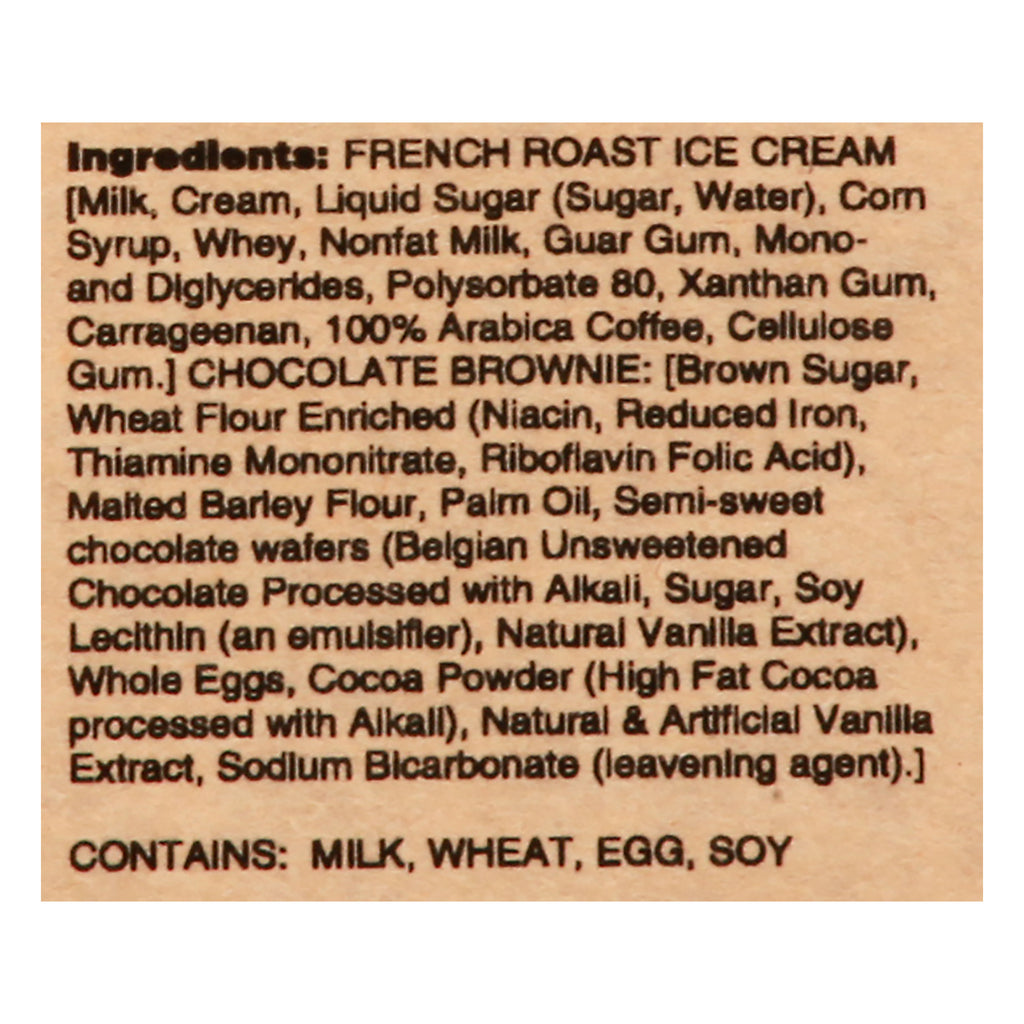 Ingredients: FRENCH ROAST ICE CREAM
[Milk, Cream, Liquid Sugar (Sugar, Water), Corn
Syrup, Whey, Nonfat Milk, Guar Gum, Mono-
and Diglycerides, Polysorbate 80, Xanthan Gum,
Carrageenan, 100% Arabica Coffee, Cellulose
Gum.] CHOCOLATE BROWNIE: [Brown Sugar,
Wheat Flour Enriched (Niacin, Reduced Iron,
Thiamine Mononitrate, Riboflavin Folic Acid),
Malted Barley Flour, Palm Oil, Semi-sweet
chocolate wafers (Belgian Unsweetened
Chocolate Processed with Alkali, Sugar, Soy
Lecithin (an emulsifier), Natural Vanilla Extract),
Whole Eggs, Cocoa Powder (High Fat Cocoa
processed with Alkali), Natural & Artificial Vanilla
Extract, Sodium Bicarbonate (leavening agent).]
CONTAINS: MILK, WHEAT, EGG, SOY